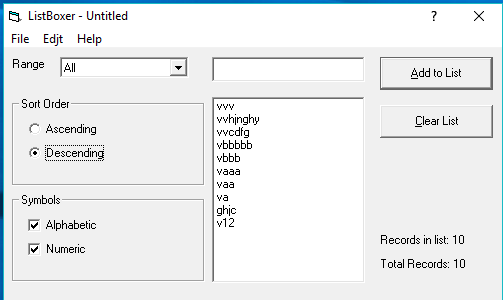 ListBoxer - Untitled
File Edjt Help
Range All
Add to List
Sort Order
Ascending
Descending
Clear List
vvv
vvhjnghy
vvcdfg
vbbbbb
vbbb
vaaa
vaa
va
ghjc
v12
Symbols
Alphabetic
Numeric
Records in list: 10
Total Records: 10